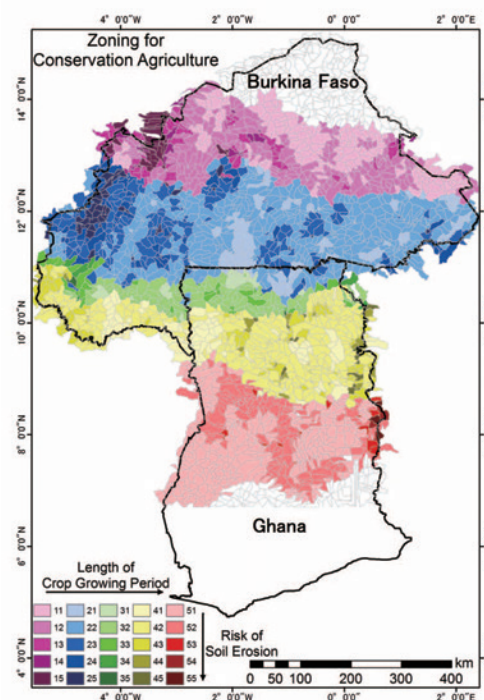 4°0'0"W 2°0'0"W 0°0'0" 2°0'0"E
Zoning for
Conservation Agriculture
Burkina Faso
14°0'0"N
12°0'0"N
10°0'0"N
8°0'0"N
Ghana
6°0'0"N
Length of
Crop Growing Period
11 21 31 41 51
12 22 32 42 52
13 23 33 43 53
14 24 34 44 54
15 25 35 45 55
Risk of
Soil Erosion
km
0 50 100 200 300 400
4°0'0"N
4°0'0"W 2°0'0"W 0°0'0" 2°0'0"E